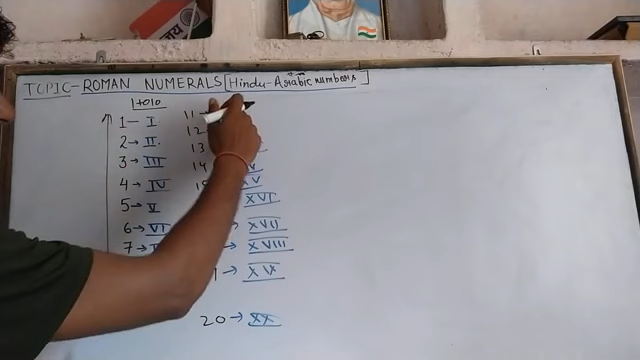 TOPIC-ROMAN NUMERALS [Hindu-Arabic numbers]
1 to 10
1- I
2→ II
3→ III
4→ IV
5→ V
6→ VI
7→
11
12
13
14 V
XV
XVI
→ XVII
→ XVIII
→ XIX
20→ XX